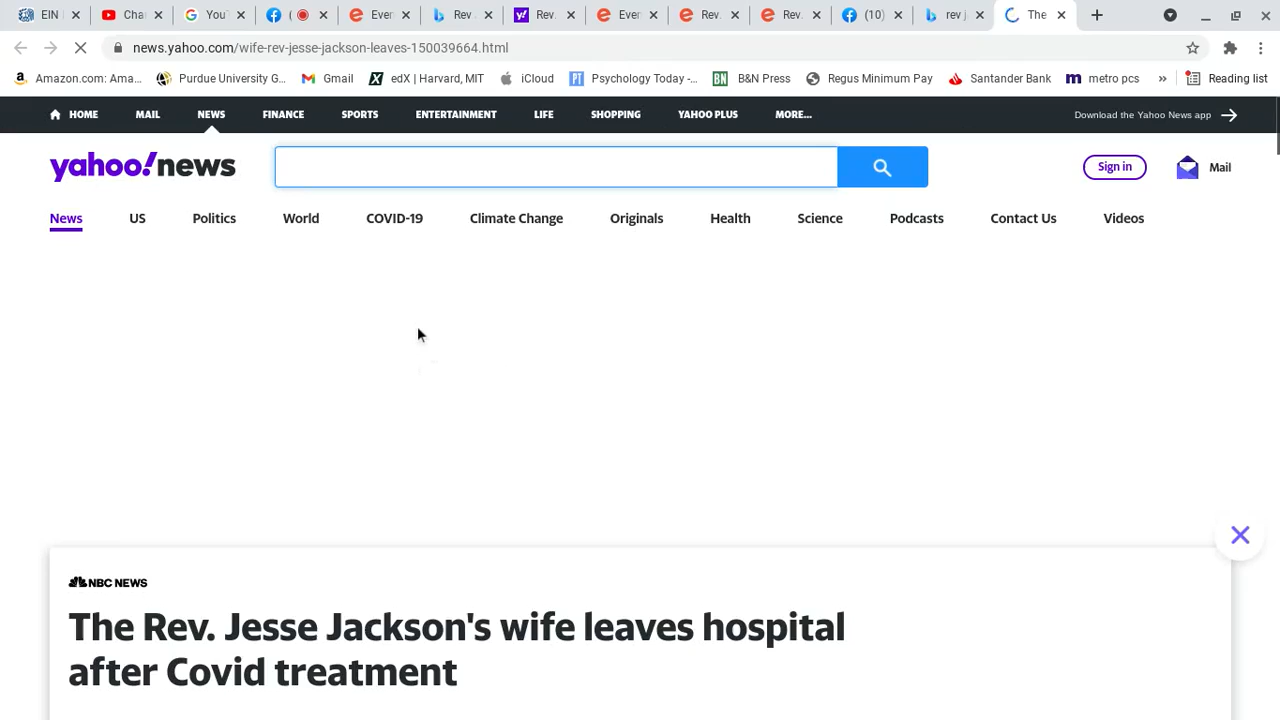 EIN Cha YouT ( Ever Rev Rev. Ever Rev. Rev. (10) rev j The
news.yahoo.com/wife-rev-jesse-jackson-leaves-150039664.html
Amazon.com: Ama... Purdue University G... Gmail edX | Harvard, MIT iCloud Psychology Today -... B&N Press Regus Minimum Pay Santander Bank metro pcs » Reading list
HOME MAIL NEWS FINANCE SPORTS ENTERTAINMENT LIFE SHOPPING YAHOO PLUS MORE... Download the Yahoo News app
yahoo!news Sign in Mail
News US Politics World COVID-19 Climate Change Originals Health Science Podcasts Contact Us Videos
NBC NEWS
The Rev. Jesse Jackson's wife leaves hospital
after Covid treatment